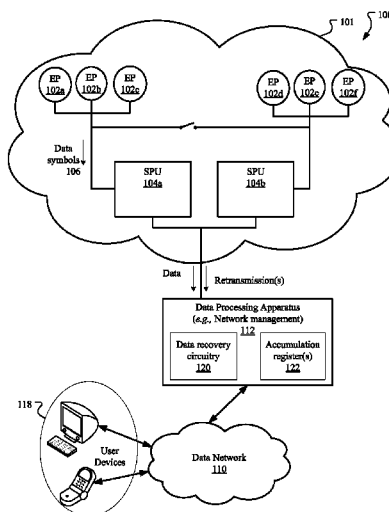 101
EP
102a
EP
102b
EP
102c
EP
102d
EP
102e
EP
102f
Data
symbols
106
SPU
104a
SPU
104b
Data
Retransmission(s)
Data Processing Apparatus
(e.g., Network management)
112
Data recovery
circuitry
120
Accumulation
register(s)
122
118
User
Devices
Data Network
110